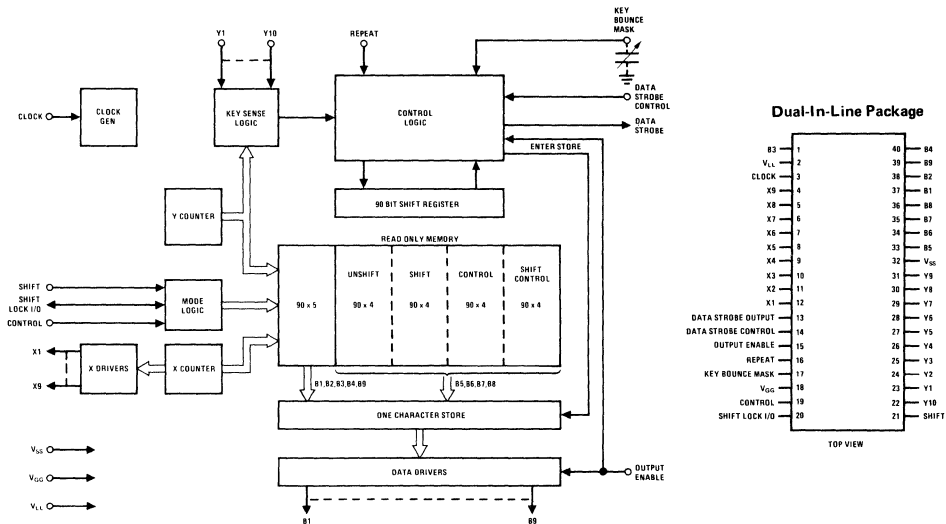 Y1
Y10
REPEAT
KEY
BOUNCE
MASK
CLOCK
CLOCK
GEN
KEY SENSE
LOGIC
CONTROL
LOGIC
DATA
STROBE
CONTROL
DATA
STROBE
ENTER STORE
90 BIT SHIFT REGISTER
Y COUNTER
READ ONLY MEMORY
UNSHIFT
SHIFT
CONTROL
SHIFT
CONTROL
90 x 5
90 x 4
90 x 4
90 x 4
90 x 4
SHIFT
SHIFT
LOCK I/O
CONTROL
MODE
LOGIC
X1
X9
X DRIVERS
X COUNTER
B1,B2,B3,B4,B9
B5,B6,B7,B8
ONE CHARACTER STORE
DATA DRIVERS
OUTPUT
ENABLE
B1
B9
VSS
VGG
VLL
Dual-In-Line Package
B3 1 40 B4
VLL 2 39 B9
CLOCK 3 38 B2
X9 4 37 B1
X8 5 36 B8
X7 6 35 B7
X6 7 34 B6
X5 8 33 B5
X4 9 32 VSS
X3 10 31 Y9
X2 11 30 Y8
X1 12 29 Y7
DATA STROBE OUTPUT 13 28 Y6
DATA STROBE CONTROL 14 27 Y5
OUTPUT ENABLE 15 26 Y4
REPEAT 16 25 Y3
KEY BOUNCE MASK 17 24 Y2
VGG 18 23 Y1
CONTROL 19 22 Y10
SHIFT LOCK I/O 20 21 SHIFT
TOP VIEW